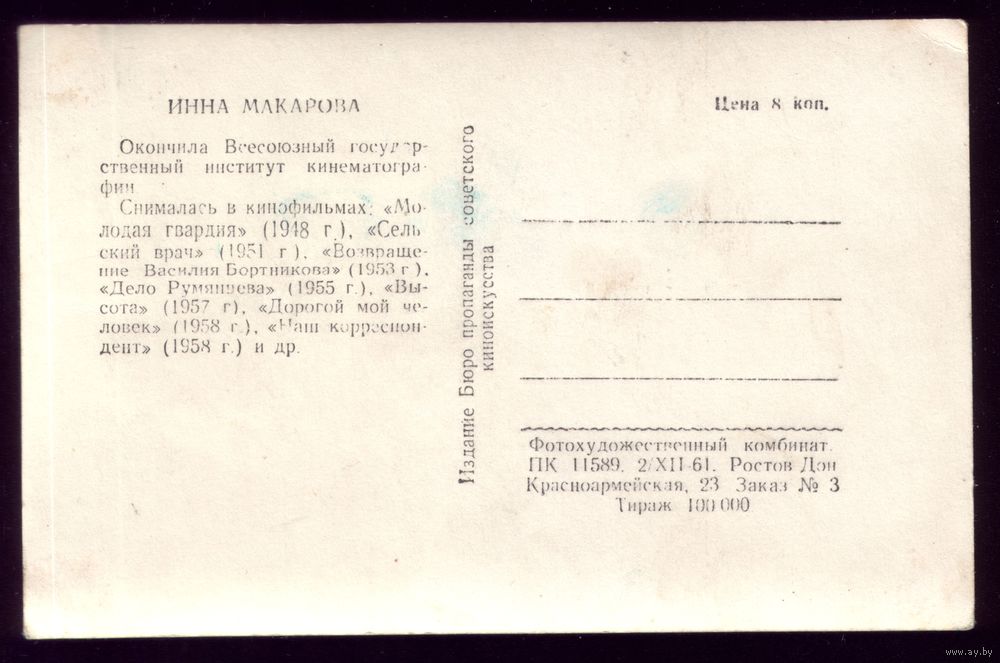 ИННА МАКАРОВА
Окончила Всесоюзный государ-
ственный институт кинематогра-
фии
Снималась в кинофильмах: «Мо-
лодая гвардия» (1948 г.), «Сель
ский врач» (1951 г), «Возвраще-
ние Василия Бортникова» (1953 г.),
«Дело Румянцева» (1955 г.), «Вы-
сота» (1957 г), «Дорогой мой че-
ловек» (1958 г.), «Наш корреспон-
дент» (1958 г.) и др.
Издание Бюро пропаганды советского
киноискусства
Цена 8 коп.
Фотохудожественный комбинат.
ПК 11589. 2/XII-61. Ростов Дон
Красноармейская, 23 Заказ № 3
Тираж 100 000
www.ay.by